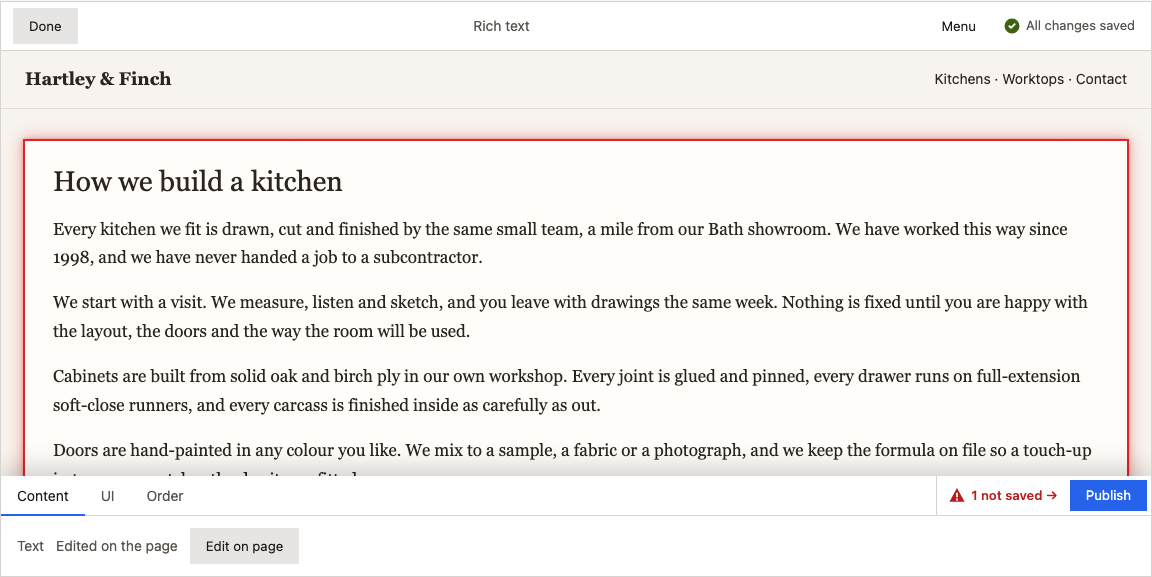 Done
Rich text
Menu
All changes saved
Hartley & Finch
Kitchens · Worktops · Contact
How we build a kitchen
Every kitchen we fit is drawn, cut and finished by the same small team, a mile from our Bath showroom. We have worked this way since
1998, and we have never handed a job to a subcontractor.
We start with a visit. We measure, listen and sketch, and you leave with drawings the same week. Nothing is fixed until you are happy with
the layout, the doors and the way the room will be used.
Cabinets are built from solid oak and birch ply in our own workshop. Every joint is glued and pinned, every drawer runs on full-extension
soft-close runners, and every carcass is finished inside as carefully as out.
Doors are hand-painted in any colour you like. We mix to a sample, a fabric or a photograph, and we keep the formula on file so a touch-up
Content
UI
Order
1 not saved →
Publish
Text
Edited on the page
Edit on page